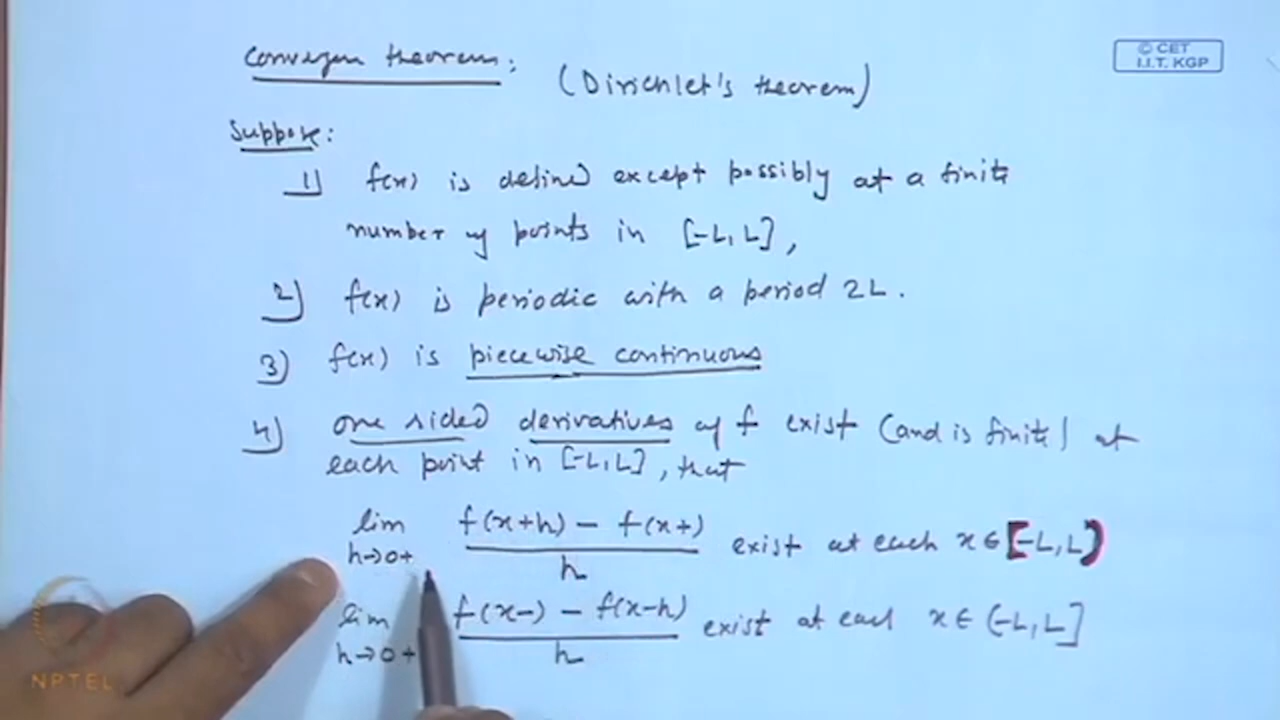 © CET
I.I.T. KGP
Convergen theorem:
(Dirichlet's theorem)
Suppose:
1) f(x) is defined except possibly at a finite
number of points in [-L, L],
2) f(x) is periodic with a period 2L.
3) f(x) is piecewise continuous
4) one sided derivatives of f exist (and is finite) at
each point in [-L, L], that
lim h→0+ f(x+h) - f(x+) / h exist at each x ∈ [-L, L)
lim h→0+ f(x-) - f(x-h) / h exist at each x ∈ (-L, L]
NPTEL